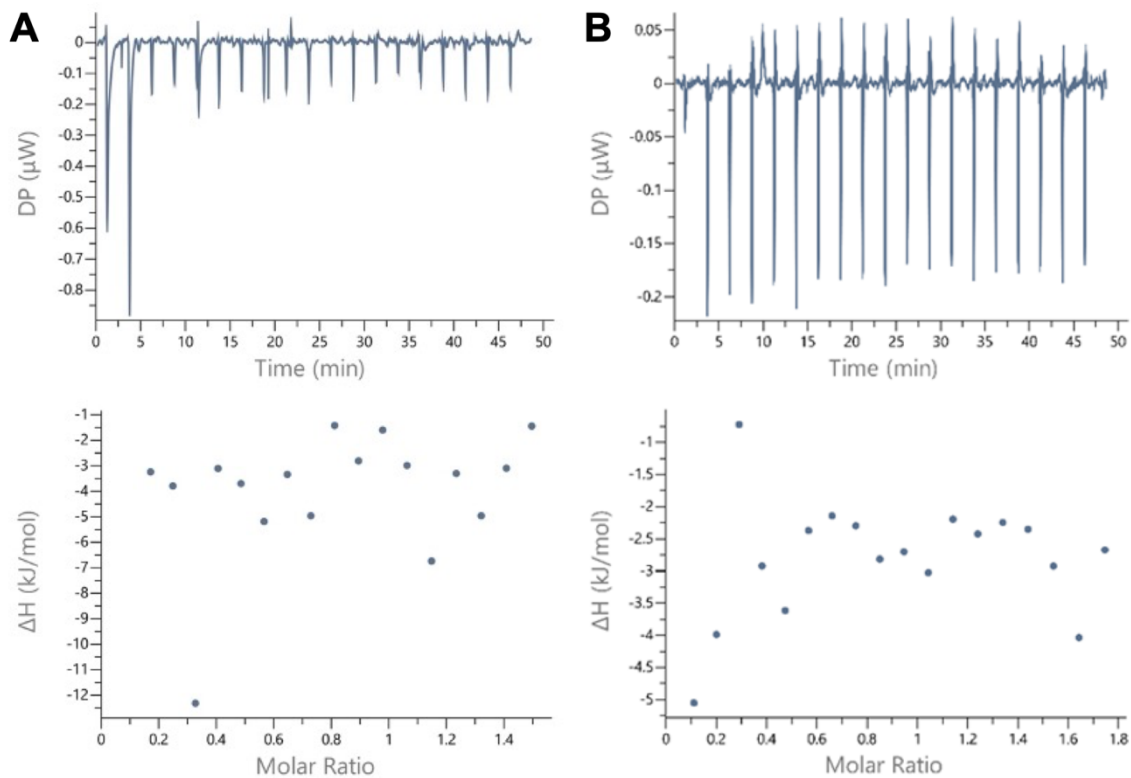 A
0
-0.1
-0.2
-0.3
-0.4
-0.5
-0.6
-0.7
-0.8
DP (µW)
0 5 10 15 20 25 30 35 40 45 50
Time (min)
B
0.05
0
-0.05
-0.1
-0.15
-0.2
DP (µW)
0 5 10 15 20 25 30 35 40 45 50
Time (min)
-1
-2
-3
-4
-5
-6
-7
-8
-9
-10
-11
-12
ΔH (kJ/mol)
0 0.2 0.4 0.6 0.8 1 1.2 1.4
Molar Ratio
-1
-1.5
-2
-2.5
-3
-3.5
-4
-4.5
-5
ΔH (kJ/mol)
0 0.2 0.4 0.6 0.8 1 1.2 1.4 1.6 1.8
Molar Ratio